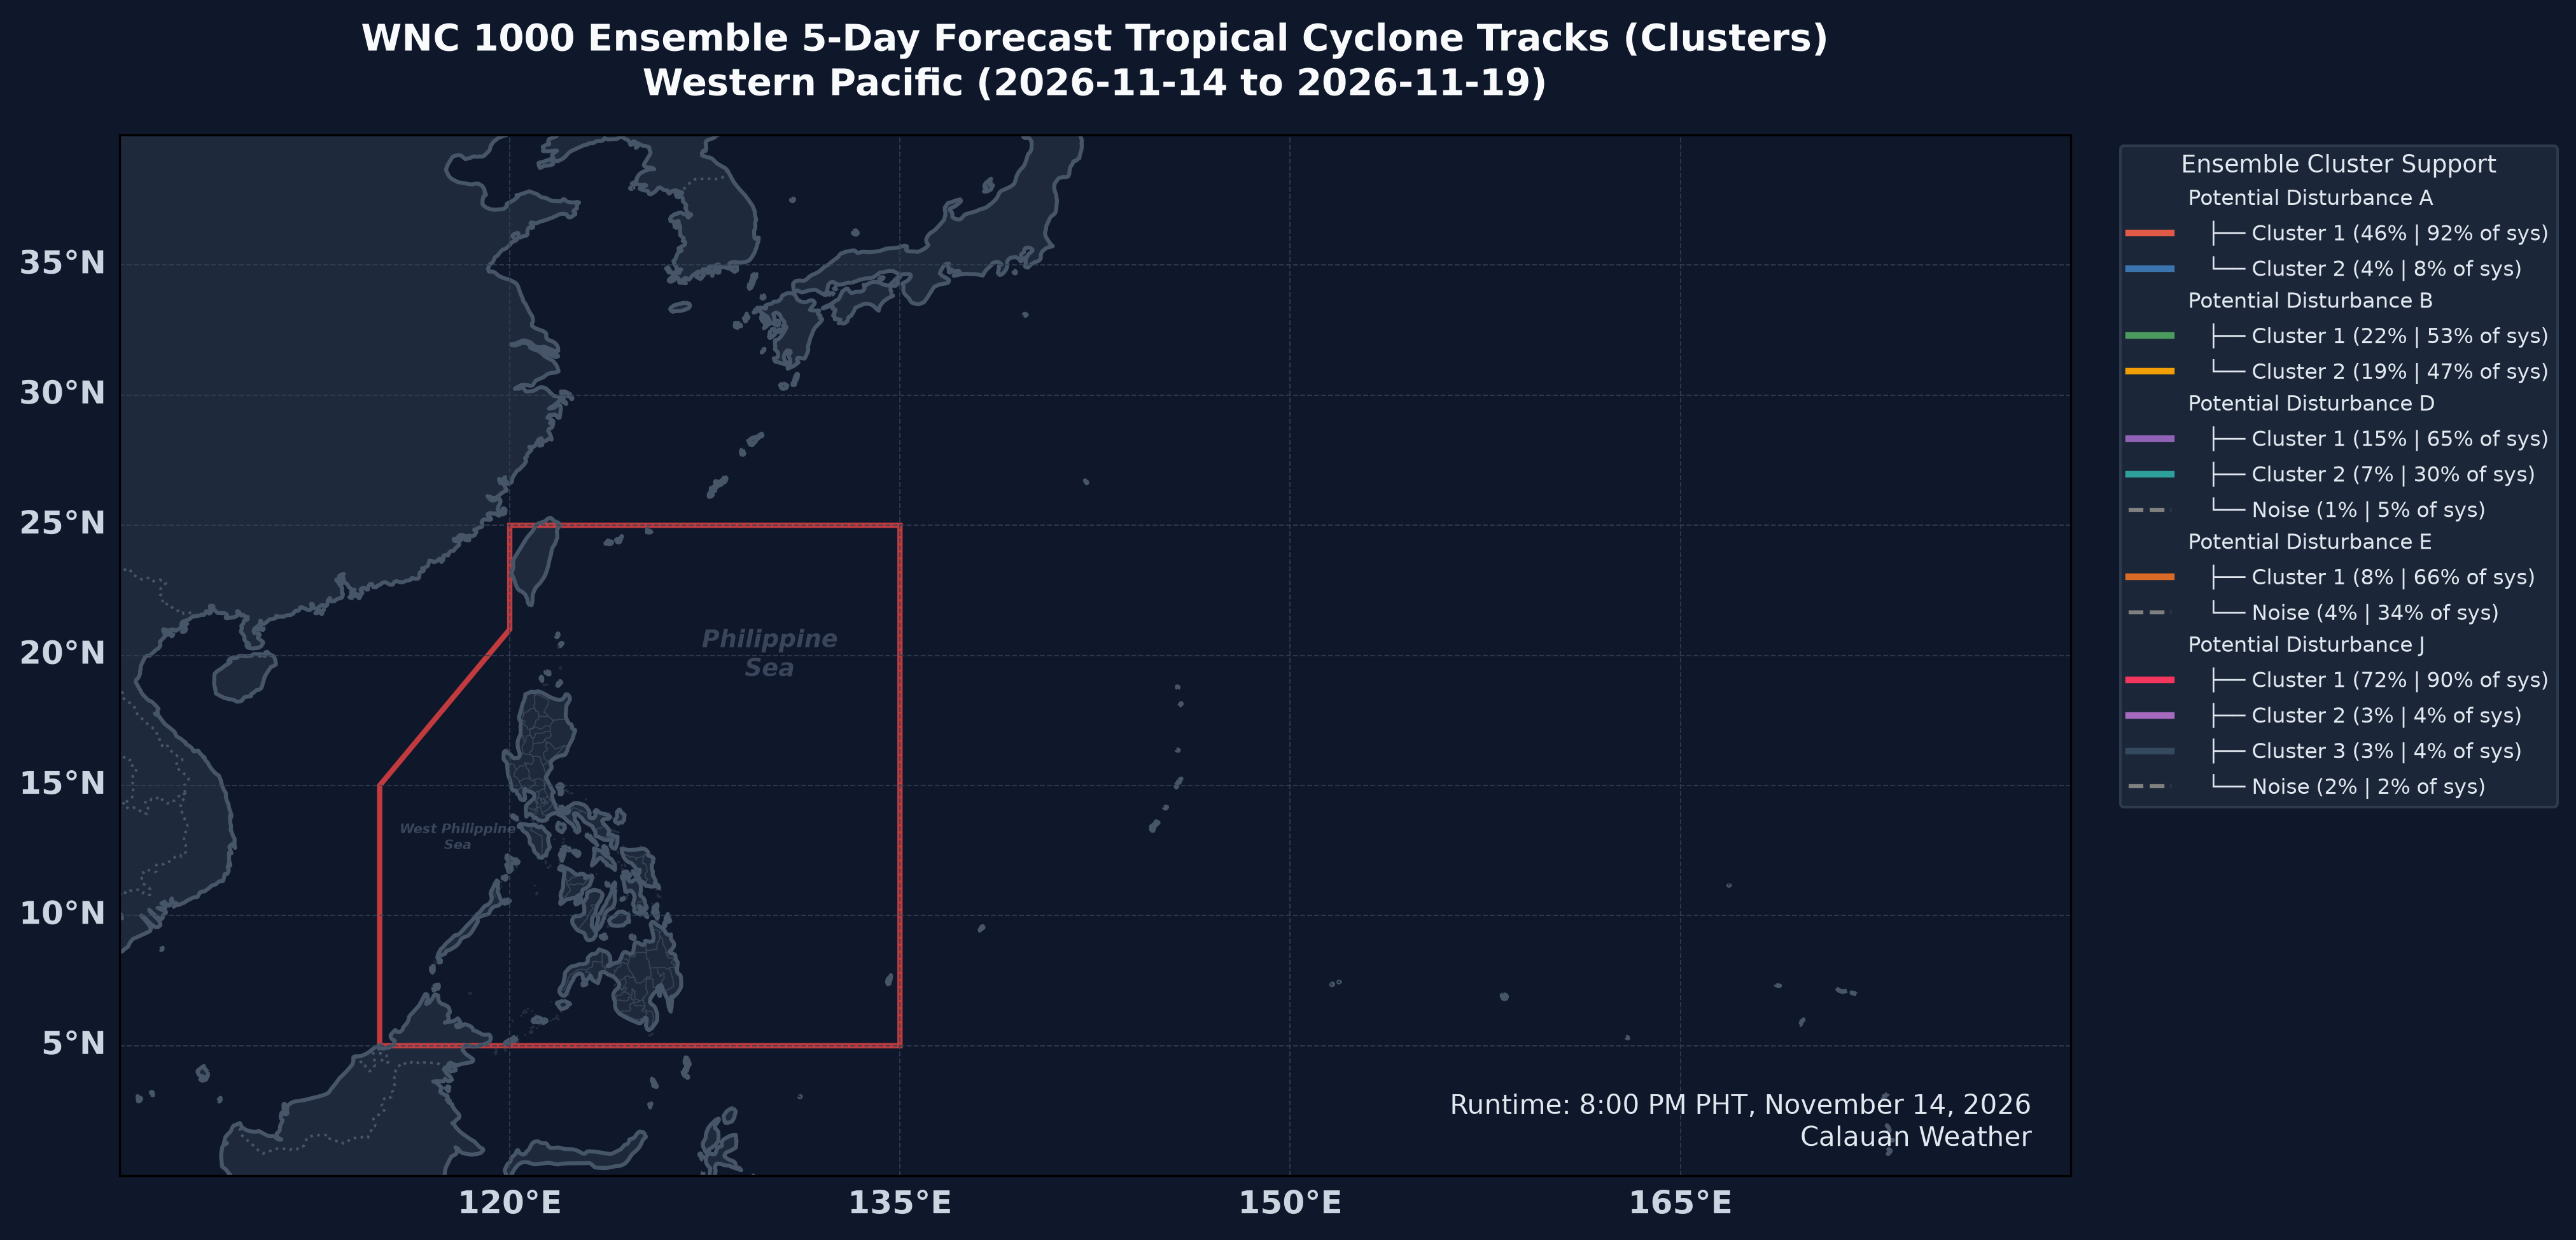 WNC 1000 Ensemble 5-Day Forecast Tropical Cyclone Tracks (Clusters)
Western Pacific (2026-11-14 to 2026-11-19)
Ensemble Cluster Support
Potential Disturbance A
├── Cluster 1 (46% | 92% of sys)
└── Cluster 2 (4% | 8% of sys)
Potential Disturbance B
├── Cluster 1 (22% | 53% of sys)
└── Cluster 2 (19% | 47% of sys)
Potential Disturbance D
├── Cluster 1 (15% | 65% of sys)
├── Cluster 2 (7% | 30% of sys)
└── Noise (1% | 5% of sys)
Potential Disturbance E
├── Cluster 1 (8% | 66% of sys)
└── Noise (4% | 34% of sys)
Potential Disturbance J
├── Cluster 1 (72% | 90% of sys)
├── Cluster 2 (3% | 4% of sys)
├── Cluster 3 (3% | 4% of sys)
└── Noise (2% | 2% of sys)
35°N
30°N
25°N
20°N
15°N
10°N
5°N
Philippine
Sea
West Philippine
Sea
Runtime: 8:00 PM PHT, November 14, 2026
Calauan Weather
120°E
135°E
150°E
165°E